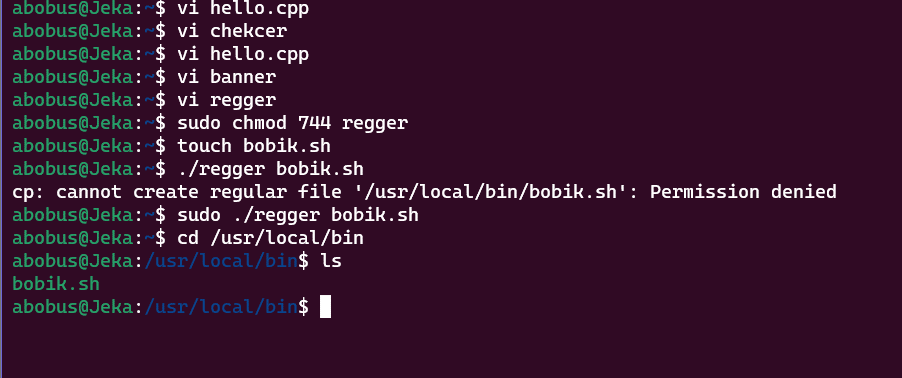 abobus@Jeka:~$ vi hello.cpp
abobus@Jeka:~$ vi chekcer
abobus@Jeka:~$ vi hello.cpp
abobus@Jeka:~$ vi banner
abobus@Jeka:~$ vi regger
abobus@Jeka:~$ sudo chmod 744 regger
abobus@Jeka:~$ touch bobik.sh
abobus@Jeka:~$ ./regger bobik.sh
cp: cannot create regular file '/usr/local/bin/bobik.sh': Permission denied
abobus@Jeka:~$ sudo ./regger bobik.sh
abobus@Jeka:~$ cd /usr/local/bin
abobus@Jeka:/usr/local/bin$ ls
bobik.sh
abobus@Jeka:/usr/local/bin$